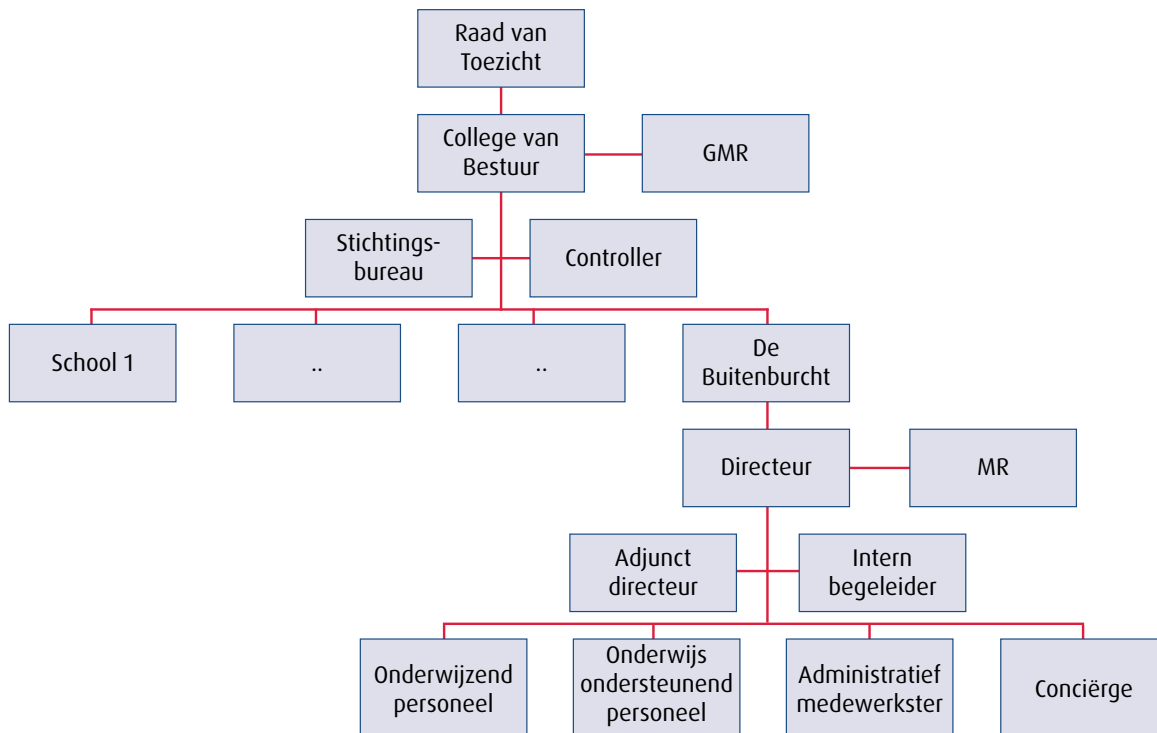 Raad van
Toezicht
College van
Bestuur
GMR
Stichtings-
bureau
Controller
School 1
..
..
De
Buitenburcht
Directeur
MR
Adjunct
directeur
Intern
begeleider
Onderwijzend
personeel
Onderwijs
ondersteunend
personeel
Administratief
medewerkster
Conciërge